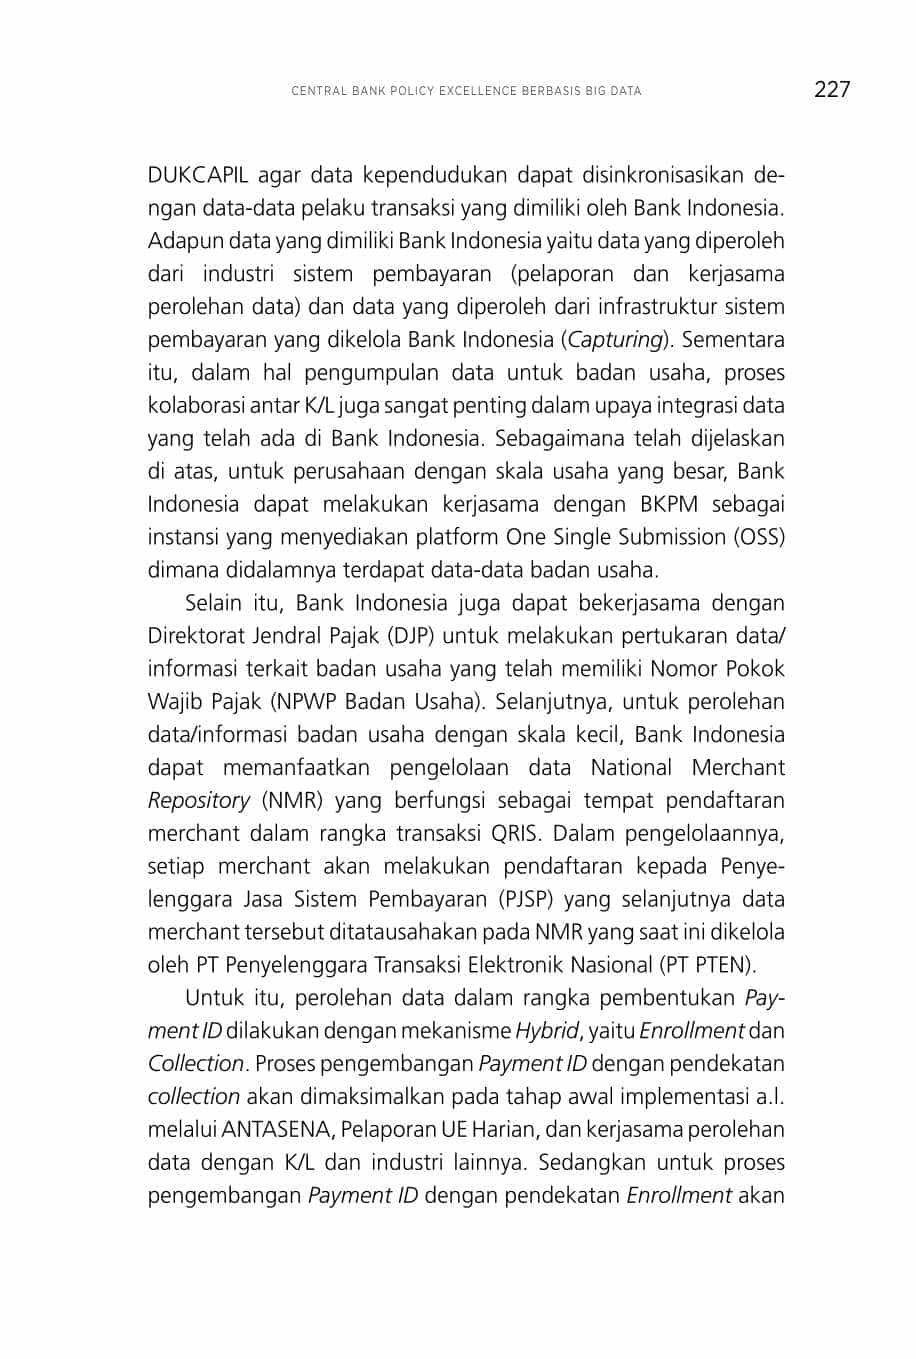 CENTRAL BANK POLICY EXCELLENCE BERBASIS BIG DATA 227
DUKCAPIL agar data kependudukan dapat disinkronisasikan de-
ngan data-data pelaku transaksi yang dimiliki oleh Bank Indonesia.
Adapun data yang dimiliki Bank Indonesia yaitu data yang diperoleh
dari industri sistem pembayaran (pelaporan dan kerjasama
perolehan data) dan data yang diperoleh dari infrastruktur sistem
pembayaran yang dikelola Bank Indonesia (Capturing). Sementara
itu, dalam hal pengumpulan data untuk badan usaha, proses
kolaborasi antar K/L juga sangat penting dalam upaya integrasi data
yang telah ada di Bank Indonesia. Sebagaimana telah dijelaskan
di atas, untuk perusahaan dengan skala usaha yang besar, Bank
Indonesia dapat melakukan kerjasama dengan BKPM sebagai
instansi yang menyediakan platform One Single Submission (OSS)
dimana didalamnya terdapat data-data badan usaha.
Selain itu, Bank Indonesia juga dapat bekerjasama dengan
Direktorat Jendral Pajak (DJP) untuk melakukan pertukaran data/
informasi terkait badan usaha yang telah memiliki Nomor Pokok
Wajib Pajak (NPWP Badan Usaha). Selanjutnya, untuk perolehan
data/informasi badan usaha dengan skala kecil, Bank Indonesia
dapat memanfaatkan pengelolaan data National Merchant
Repository (NMR) yang berfungsi sebagai tempat pendaftaran
merchant dalam rangka transaksi QRIS. Dalam pengelolaannya,
setiap merchant akan melakukan pendaftaran kepada Penye-
lenggara Jasa Sistem Pembayaran (PJSP) yang selanjutnya data
merchant tersebut ditatausahakan pada NMR yang saat ini dikelola
oleh PT Penyelenggara Transaksi Elektronik Nasional (PT PTEN).
Untuk itu, perolehan data dalam rangka pembentukan Pay-
ment ID dilakukan dengan mekanisme Hybrid, yaitu Enrollment dan
Collection. Proses pengembangan Payment ID dengan pendekatan
collection akan dimaksimalkan pada tahap awal implementasi a.l.
melalui ANTASENA, Pelaporan UE Harian, dan kerjasama perolehan
data dengan K/L dan industri lainnya. Sedangkan untuk proses
pengembangan Payment ID dengan pendekatan Enrollment akan